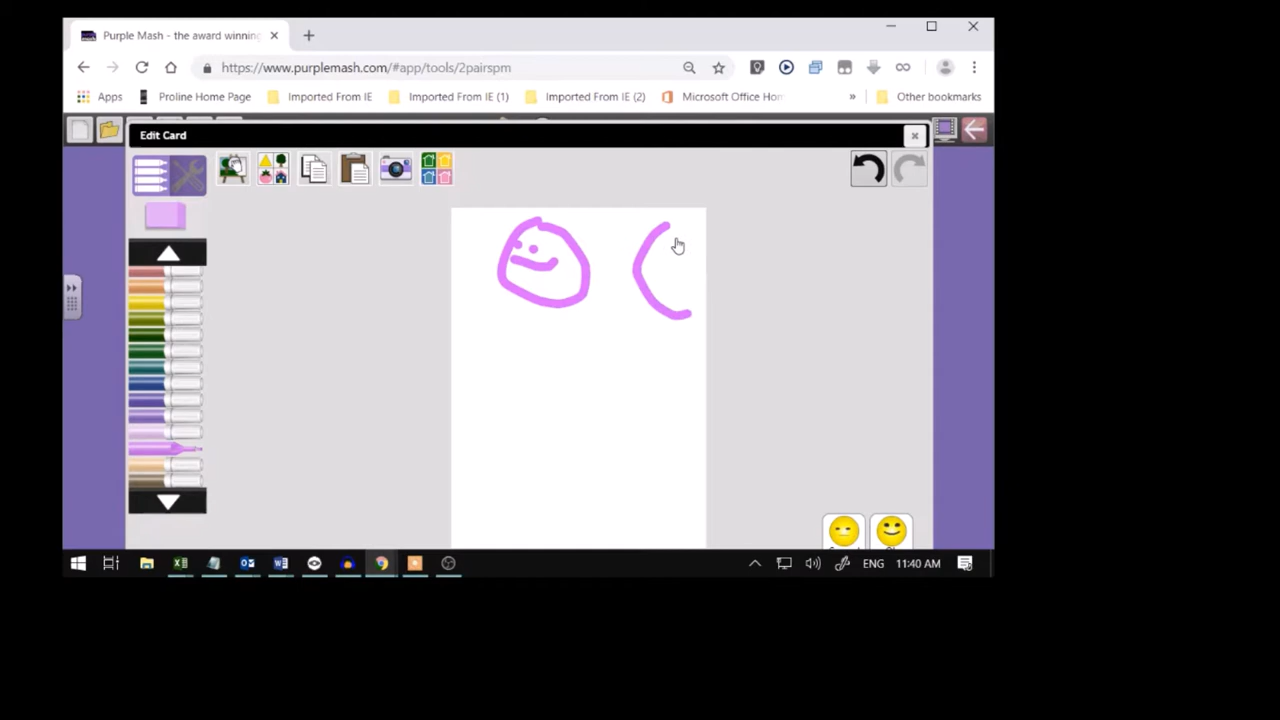 Purple Mash - the award winning
https://www.purplemash.com/#app/tools/2pairspm
Apps Proline Home Page Imported From IE Imported From IE (1) Imported From IE (2) Microsoft Office Hom » Other bookmarks
Edit Card
ENG 11:40 AM